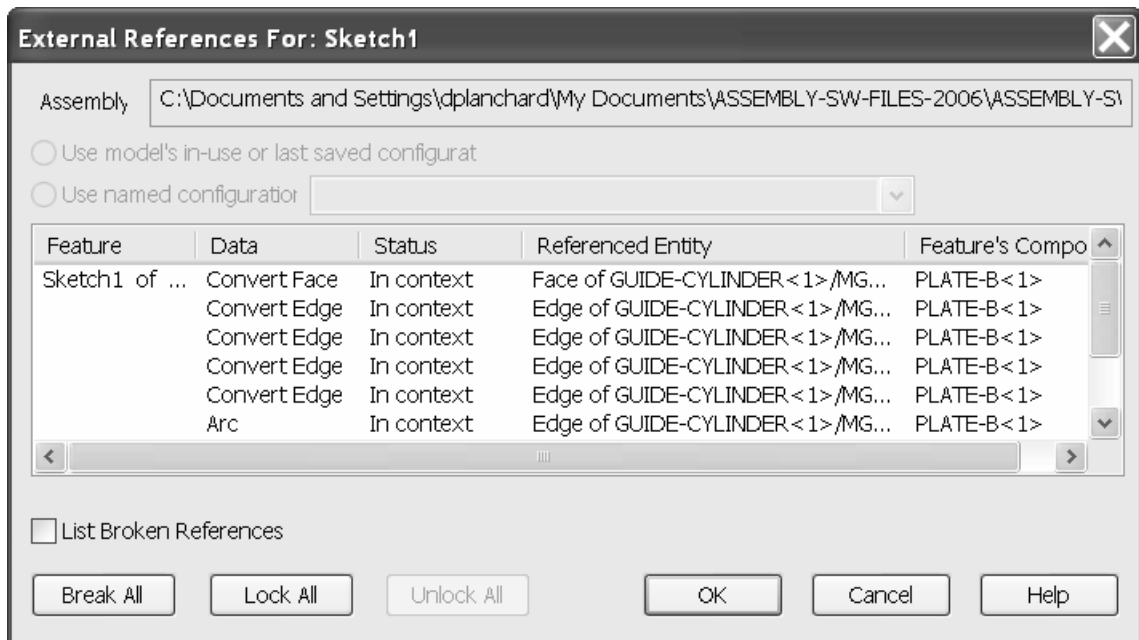 External References For: Sketch1
Assembly C:\Documents and Settings\dplanchard\My Documents\ASSEMBLY-SW-FILES-2006\ASSEMBLY-S\
Use model's in-use or last saved configurat
Use named configuration
Feature Data Status Referenced Entity Feature's Compo
Sketch1 of ... Convert Face In context Face of GUIDE-CYLINDER<1>/MG... PLATE-B<1>
Convert Edge In context Edge of GUIDE-CYLINDER<1>/MG... PLATE-B<1>
Convert Edge In context Edge of GUIDE-CYLINDER<1>/MG... PLATE-B<1>
Convert Edge In context Edge of GUIDE-CYLINDER<1>/MG... PLATE-B<1>
Convert Edge In context Edge of GUIDE-CYLINDER<1>/MG... PLATE-B<1>
Arc In context Edge of GUIDE-CYLINDER<1>/MG... PLATE-B<1>
List Broken References
Break All Lock All Unlock All OK Cancel Help